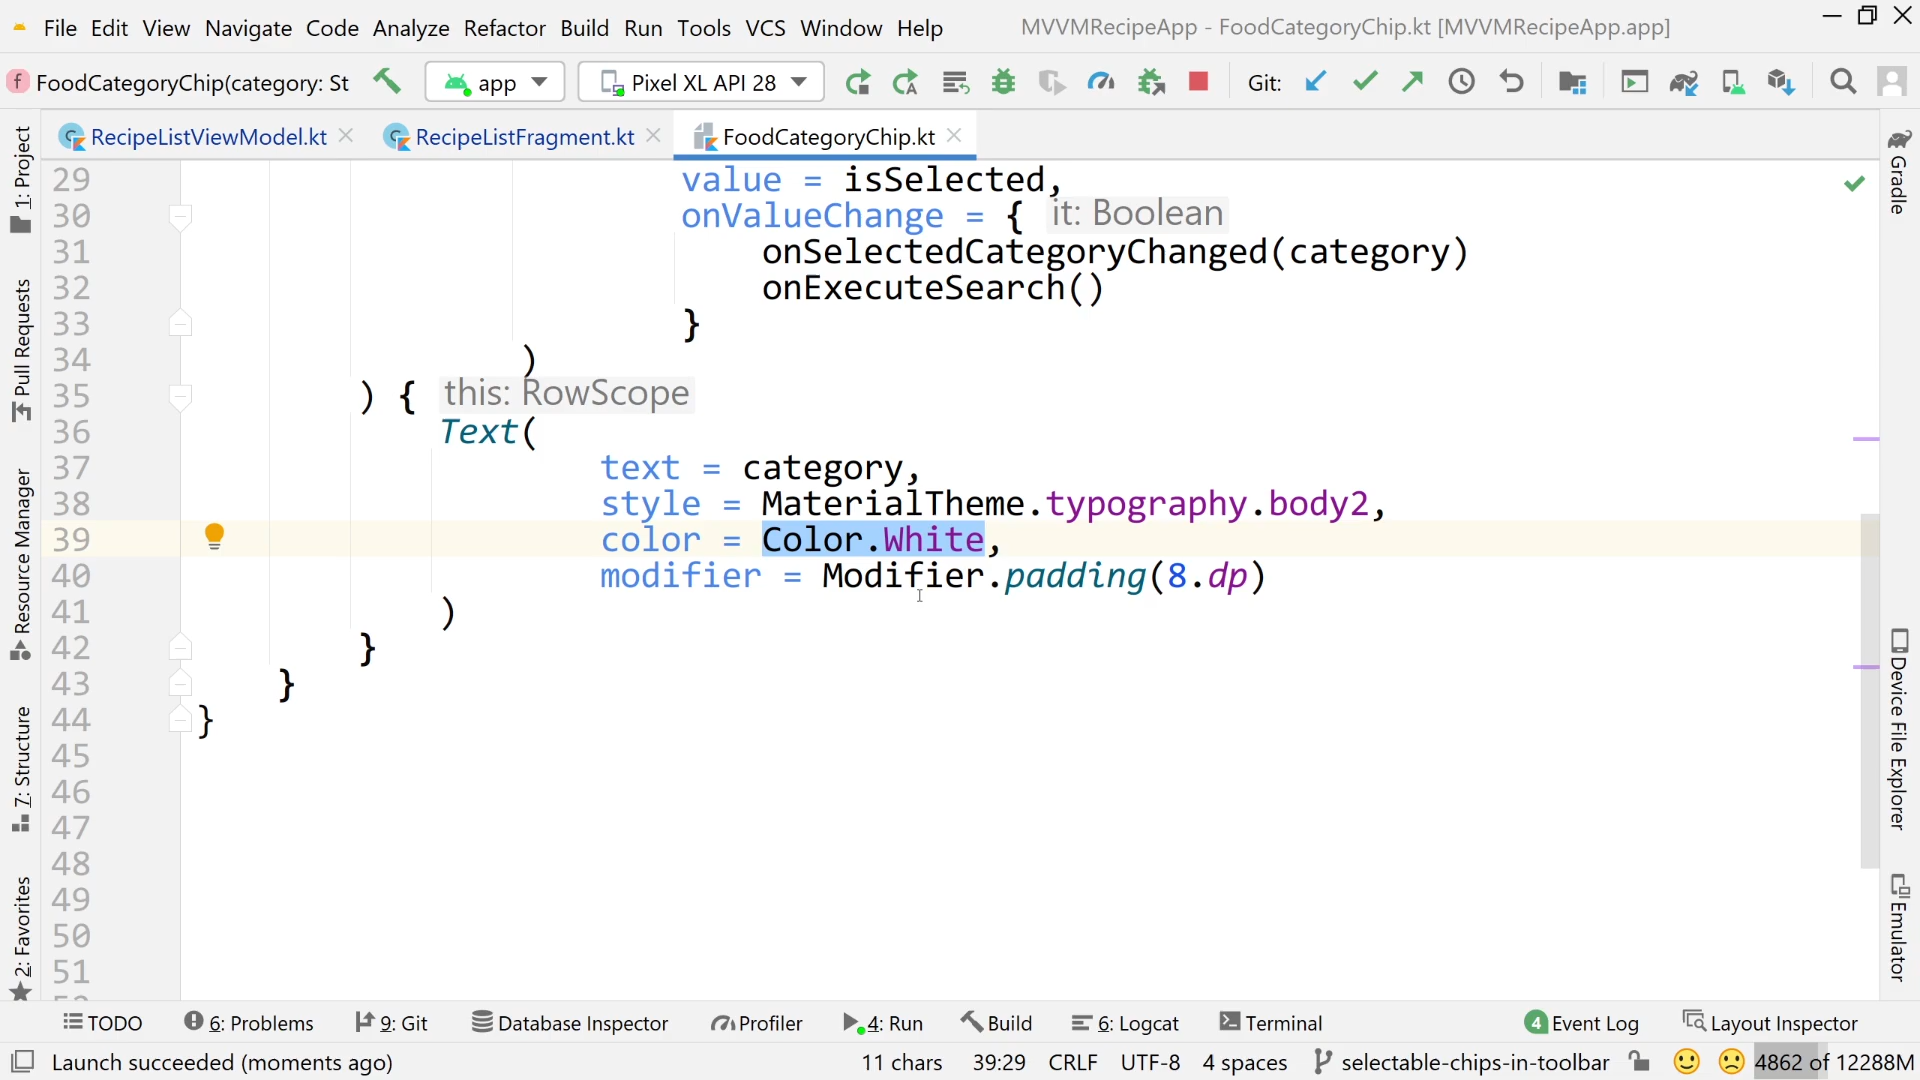 File Edit View Navigate Code Analyze Refactor Build Run Tools VCS Window Help MVVMRecipeApp - FoodCategoryChip.kt [MVVMRecipeApp.app]
f FoodCategoryChip(category: St app Pixel XL API 28 Git:
RecipeListViewModel.kt RecipeListFragment.kt FoodCategoryChip.kt
1: Project
Pull Requests
Resource Manager
7: Structure
2: Favorites
29 value = isSelected,
30 onValueChange = { it: Boolean
31 onSelectedCategoryChanged(category)
32 onExecuteSearch()
33 }
34 )
35 ) { this: RowScope
36 Text(
37 text = category,
38 style = MaterialTheme.typography.body2,
39 color = Color.White,
40 modifier = Modifier.padding(8.dp)
41 )
42 }
43 }
44 }
45
46
47
48
49
50
51
Gradle
Device File Explorer
Emulator
TODO 6: Problems 9: Git Database Inspector Profiler 4: Run Build 6: Logcat Terminal 4 Event Log Layout Inspector
Launch succeeded (moments ago) 11 chars 39:29 CRLF UTF-8 4 spaces selectable-chips-in-toolbar 4862 of 12288M